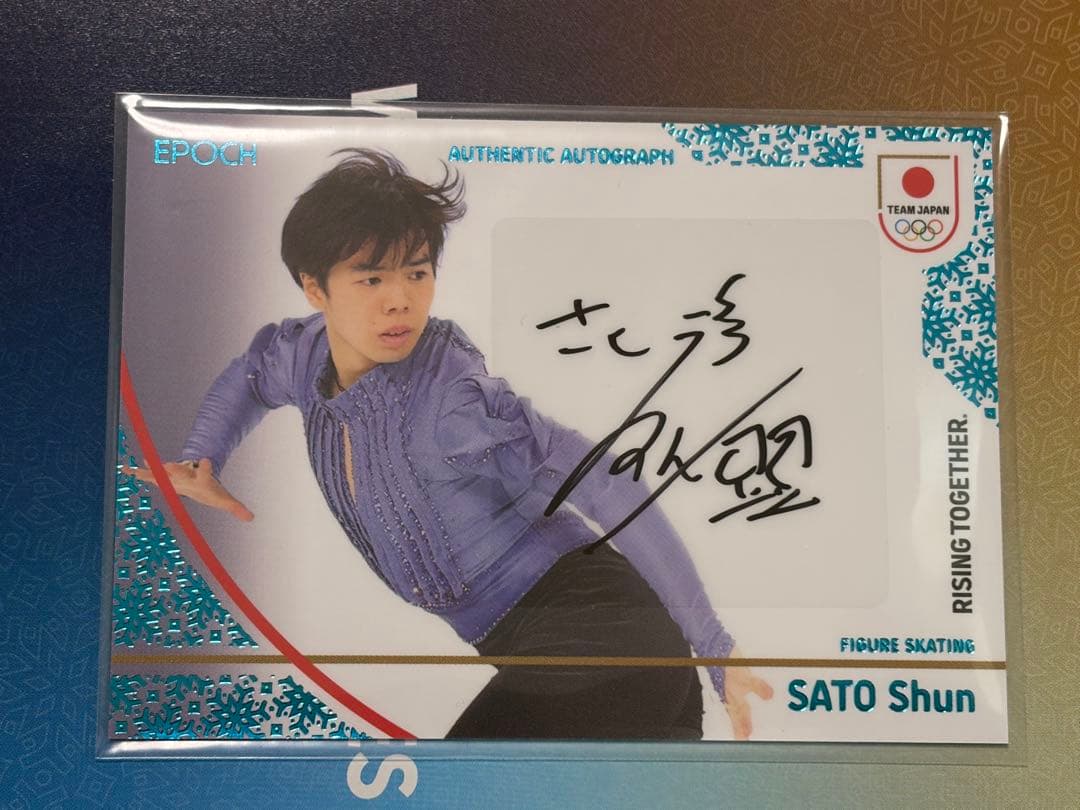 EPOCH
AUTHENTIC AUTOGRAPH
TEAM JAPAN
RISING TOGETHER.
FIGURE SKATING
SATO Shun